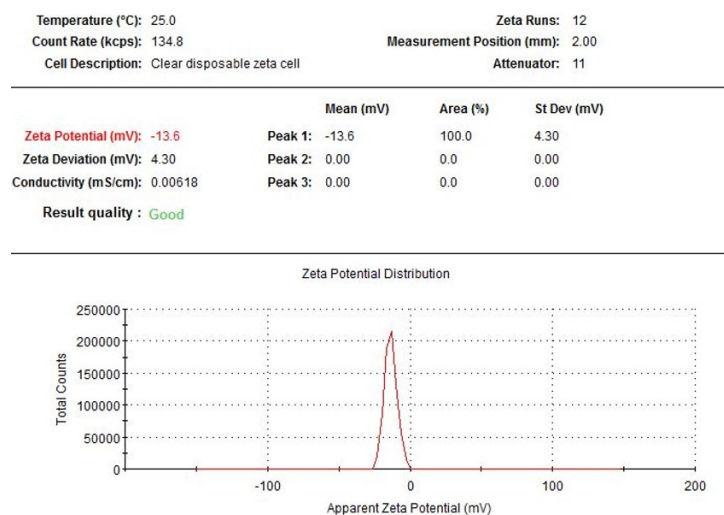 Temperature (°C): 25.0 Zeta Runs: 12
Count Rate (kcps): 134.8 Measurement Position (mm): 2.00
Cell Description: Clear disposable zeta cell Attenuator: 11
Mean (mV) Area (%) St Dev (mV)
Zeta Potential (mV): -13.6 Peak 1: -13.6 100.0 4.30
Zeta Deviation (mV): 4.30 Peak 2: 0.00 0.0 0.00
Conductivity (mS/cm): 0.00618 Peak 3: 0.00 0.0 0.00
Result quality : Good
Zeta Potential Distribution
250000
200000
150000
100000
50000
0
Total Counts
-100 0 100 200
Apparent Zeta Potential (mV)